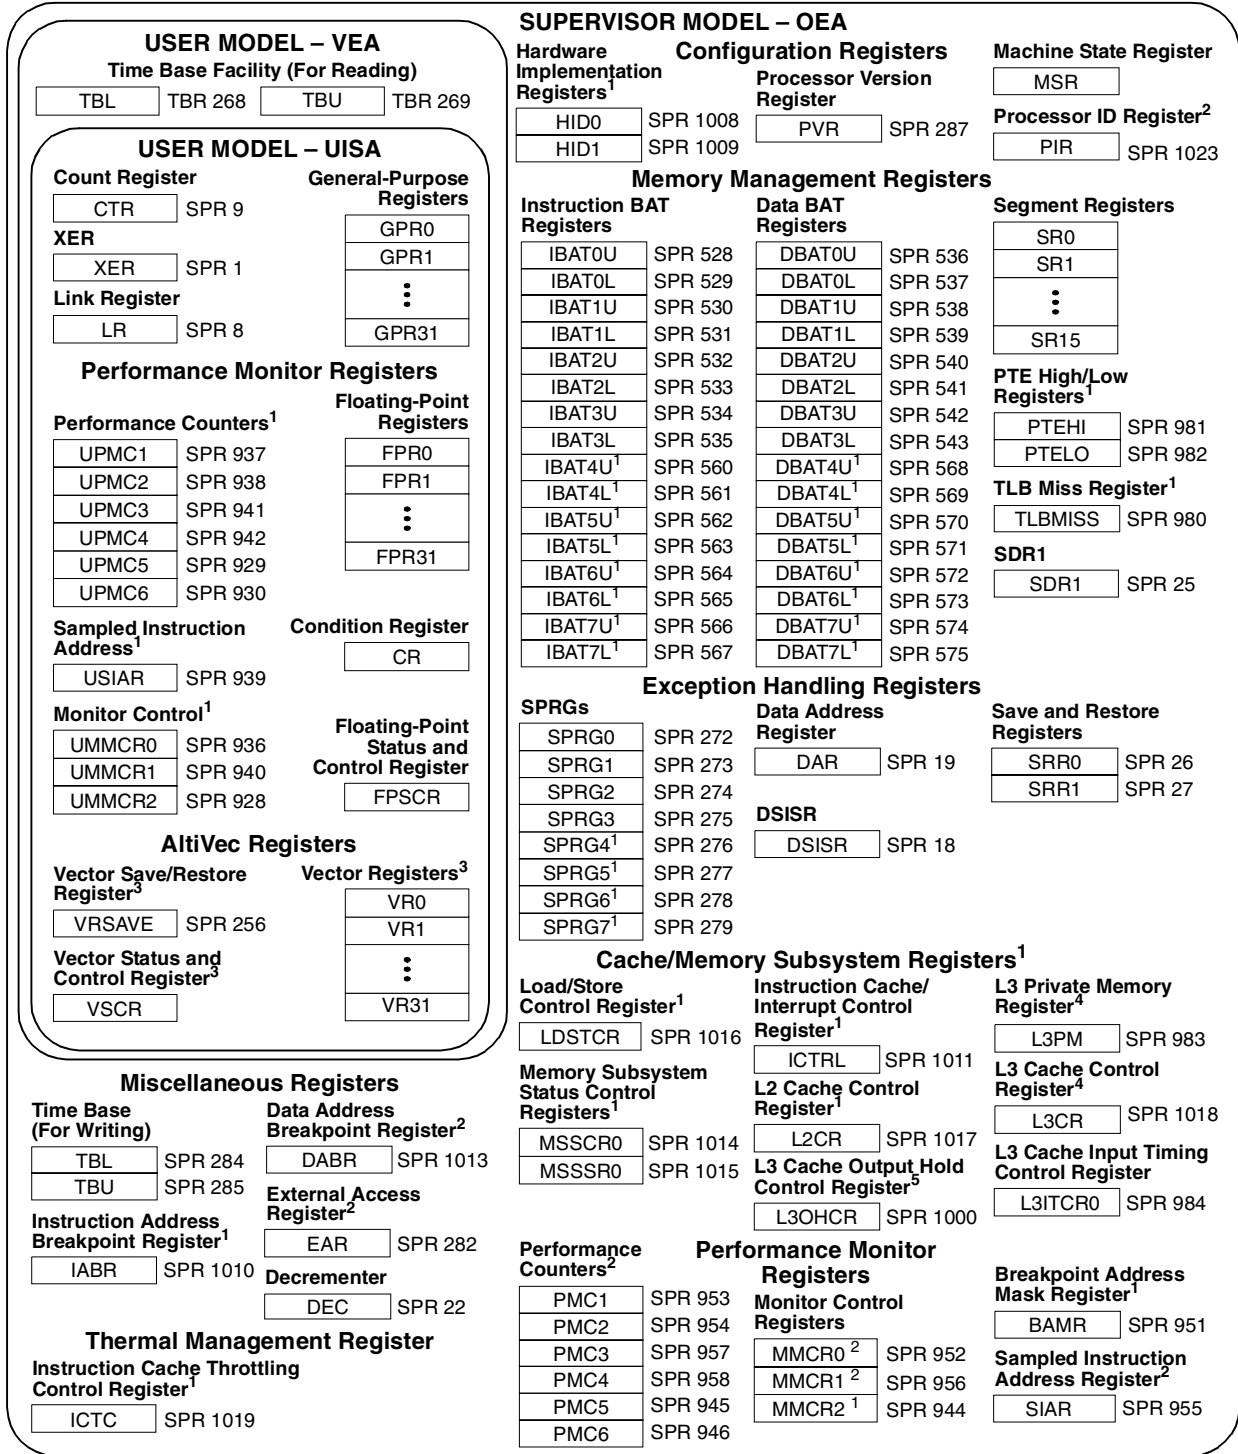 USER MODEL – VEA
Time Base Facility (For Reading)
TBL TBR 268 TBU TBR 269
USER MODEL – UISA
Count Register
CTR SPR 9
XER
XER SPR 1
Link Register
LR SPR 8
General-Purpose
Registers
GPR0
GPR1
GPR31
Performance Monitor Registers
Performance Counters1
UPMC1 SPR 937
UPMC2 SPR 938
UPMC3 SPR 941
UPMC4 SPR 942
UPMC5 SPR 929
UPMC6 SPR 930
Floating-Point
Registers
FPR0
FPR1
FPR31
Sampled Instruction
Address1
USIAR SPR 939
Condition Register
CR
Monitor Control1
UMMCR0 SPR 936
UMMCR1 SPR 940
UMMCR2 SPR 928
Floating-Point
Status and
Control Register
FPSCR
AltiVec Registers
Vector Save/Restore
Register3
VRSAVE SPR 256
Vector Status and
Control Register3
VSCR
Vector Registers3
VR0
VR1
VR31
Miscellaneous Registers
Time Base
(For Writing)
TBL SPR 284
TBU SPR 285
Instruction Address
Breakpoint Register1
IABR SPR 1010
Data Address
Breakpoint Register2
DABR SPR 1013
External Access
Register2
EAR SPR 282
Decrementer
DEC SPR 22
Thermal Management Register
Instruction Cache Throttling
Control Register1
ICTC SPR 1019
SUPERVISOR MODEL – OEA
Configuration Registers
Hardware
Implementation
Registers1
HID0 SPR 1008
HID1 SPR 1009
Processor Version
Register
PVR SPR 287
Machine State Register
MSR
Processor ID Register2
PIR SPR 1023
Memory Management Registers
Instruction BAT
Registers
IBAT0U SPR 528
IBAT0L SPR 529
IBAT1U SPR 530
IBAT1L SPR 531
IBAT2U SPR 532
IBAT2L SPR 533
IBAT3U SPR 534
IBAT3L SPR 535
IBAT4U1 SPR 560
IBAT4L1 SPR 561
IBAT5U1 SPR 562
IBAT5L1 SPR 563
IBAT6U1 SPR 564
IBAT6L1 SPR 565
IBAT7U1 SPR 566
IBAT7L1 SPR 567
Data BAT
Registers
DBAT0U SPR 536
DBAT0L SPR 537
DBAT1U SPR 538
DBAT1L SPR 539
DBAT2U SPR 540
DBAT2L SPR 541
DBAT3U SPR 542
DBAT3L SPR 543
DBAT4U1 SPR 568
DBAT4L1 SPR 569
DBAT5U1 SPR 570
DBAT5L1 SPR 571
DBAT6U1 SPR 572
DBAT6L1 SPR 573
DBAT7U1 SPR 574
DBAT7L1 SPR 575
Segment Registers
SR0
SR1
SR15
PTE High/Low
Registers1
PTEHI SPR 981
PTELO SPR 982
TLB Miss Register1
TLBMISS SPR 980
SDR1
SDR1 SPR 25
Exception Handling Registers
SPRGs
SPRG0 SPR 272
SPRG1 SPR 273
SPRG2 SPR 274
SPRG3 SPR 275
SPRG41 SPR 276
SPRG51 SPR 277
SPRG61 SPR 278
SPRG71 SPR 279
Data Address
Register
DAR SPR 19
DSISR
DSISR SPR 18
Save and Restore
Registers
SRR0 SPR 26
SRR1 SPR 27
Cache/Memory Subsystem Registers1
Load/Store
Control Register1
LDSTCR SPR 1016
Memory Subsystem
Status Control
Registers1
MSSCR0 SPR 1014
MSSSR0 SPR 1015
Instruction Cache/
Interrupt Control
Register1
ICTRL SPR 1011
L2 Cache Control
Register1
L2CR SPR 1017
L3 Cache Output Hold
Control Register5
L3OHCR SPR 1000
L3 Private Memory
Register4
L3PM SPR 983
L3 Cache Control
Register4
L3CR SPR 1018
L3 Cache Input Timing
Control Register
L3ITCR0 SPR 984
Performance Monitor
Registers
Performance
Counters2
PMC1 SPR 953
PMC2 SPR 954
PMC3 SPR 957
PMC4 SPR 958
PMC5 SPR 945
PMC6 SPR 946
Monitor Control
Registers
MMCR0 2 SPR 952
MMCR1 2 SPR 956
MMCR2 1 SPR 944
Breakpoint Address
Mask Register1
BAMR SPR 951
Sampled Instruction
Address Register2
SIAR SPR 955